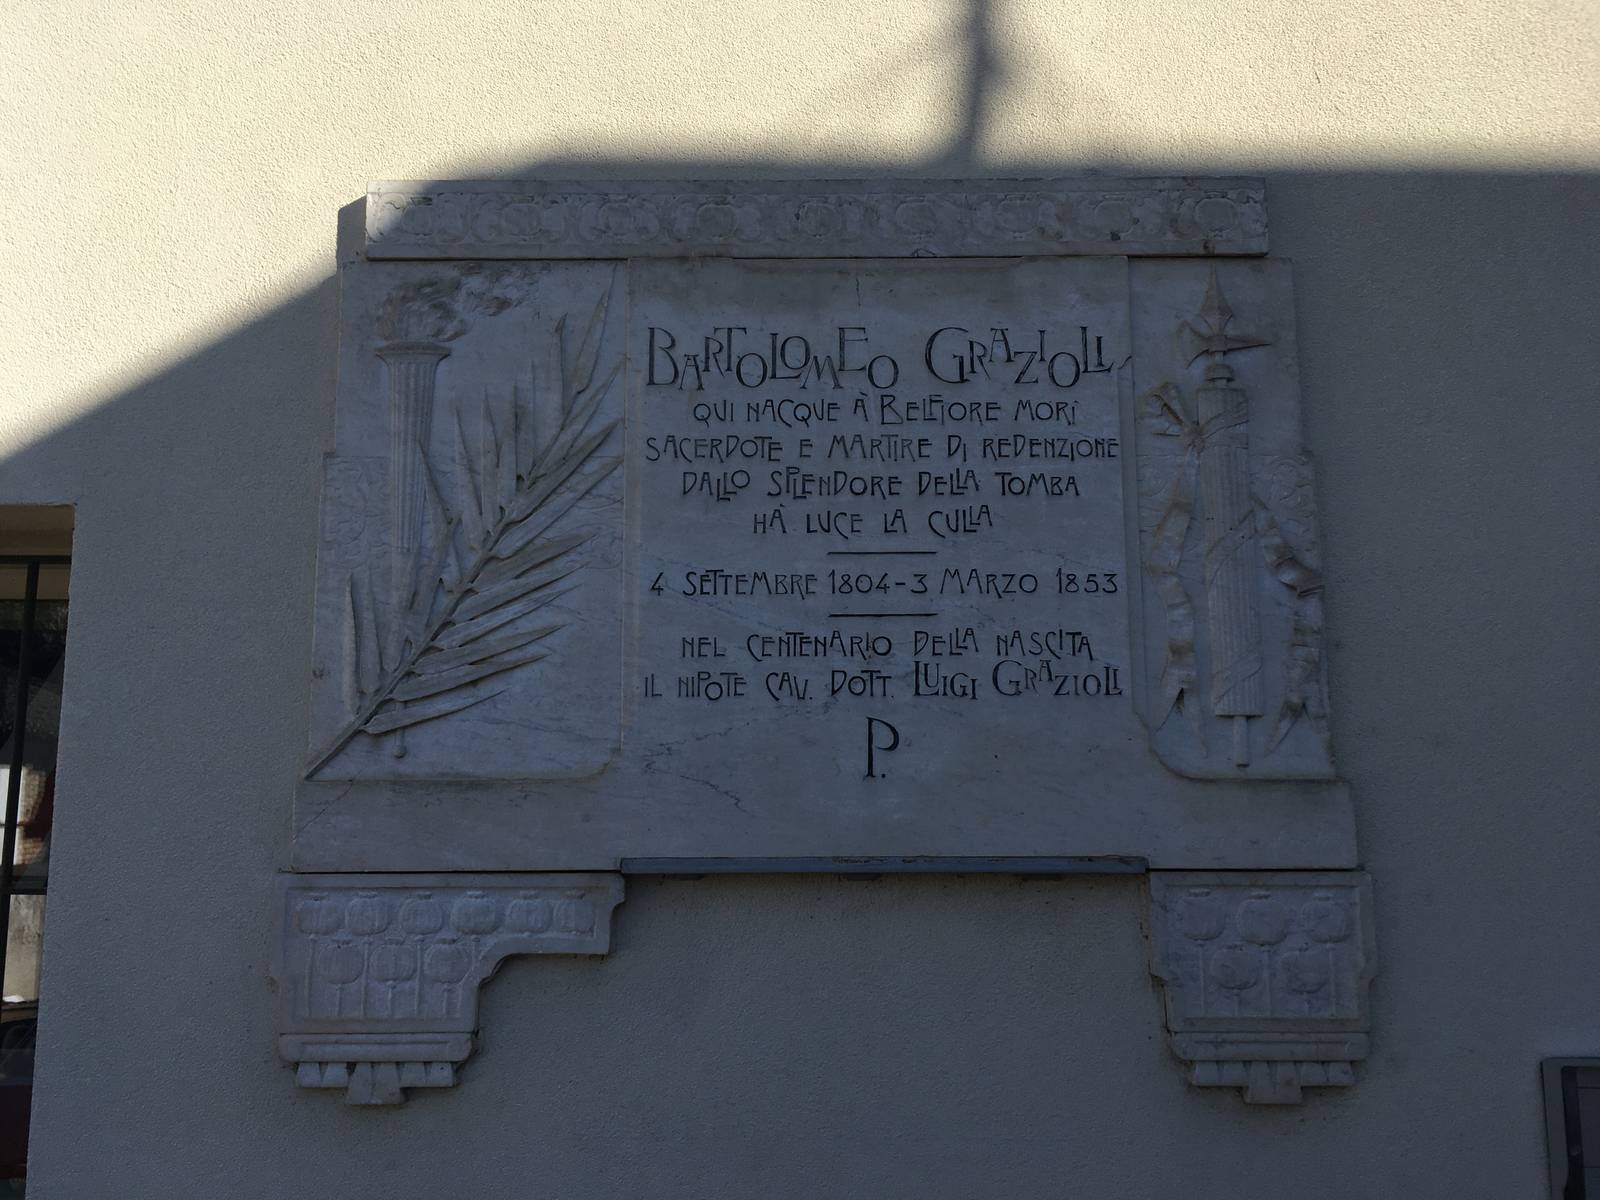 BARTOLOMEO GRAZIOLI
QUI NACQUE À BELFIORE MORÌ
SACERDOTE E MARTIRE DI REDENZIONE
DALLO SPLENDORE DELLA TOMBA
HÀ LUCE LA CULLA
4 SETTEMBRE 1804-3 MARZO 1853
NEL CENTENARIO DELLA NASCITA
IL NIPOTE CAV. DOTT. LUIGI GRAZIOLI
P.